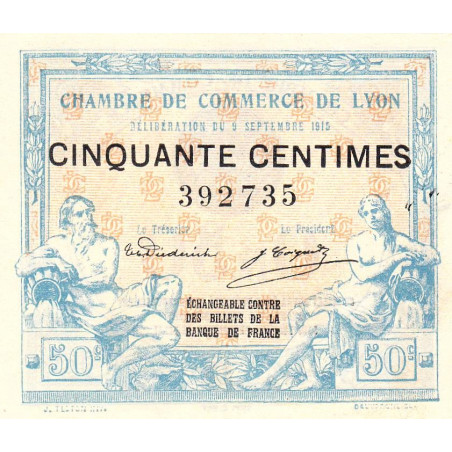 CHAMBRE DE COMMERCE DE LYON
DÉLIBÉRATION DU 9 SEPTEMBRE 1915
CINQUANTE CENTIMES
392735
Le Trésorier
Le Président
ÉCHANGEABLE CONTRE
DES BILLETS DE LA
BANQUE DE FRANCE
50c
50c